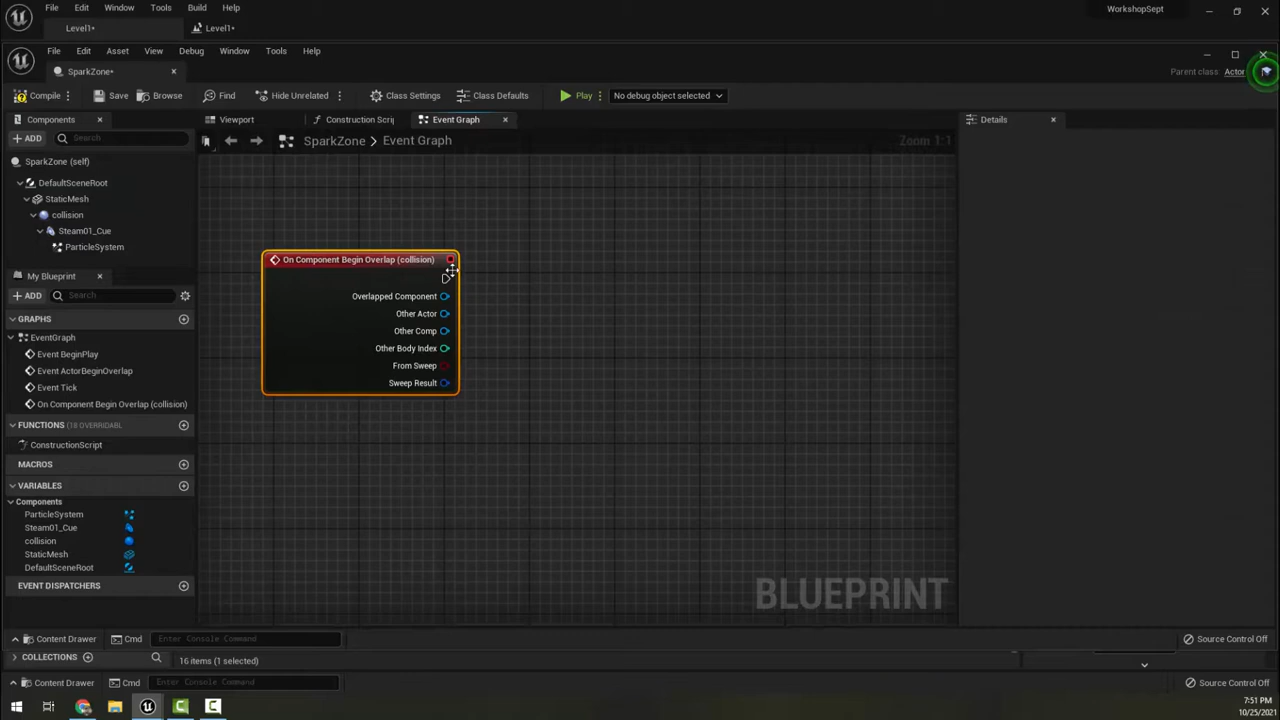 File Edit Window Tools Build Help
WorkshopSept
Level1•
Level1•
File Edit Asset View Debug Window Tools Help
SparkZone•
Parent class: Actor
Compile Save Browse Find Hide Unrelated Class Settings Class Defaults Play No debug object selected
Components
Viewport
Construction Scrip
Event Graph
Details
ADD
Search
SparkZone > Event Graph
Zoom 1:1
SparkZone (self)
DefaultSceneRoot
StaticMesh
collision
Steam01_Cue
ParticleSystem
On Component Begin Overlap (collision)
Overlapped Component
Other Actor
Other Comp
Other Body Index
From Sweep
Sweep Result
My Blueprint
ADD
Search
GRAPHS
EventGraph
Event BeginPlay
Event ActorBeginOverlap
Event Tick
On Component Begin Overlap (collision)
FUNCTIONS (18 OVERRIDABL
ConstructionScript
MACROS
VARIABLES
Components
ParticleSystem
Steam01_Cue
collision
StaticMesh
DefaultSceneRoot
EVENT DISPATCHERS
BLUEPRINT
Content Drawer Cmd Enter Console Command Source Control Off
COLLECTIONS 16 items (1 selected)
Content Drawer Cmd Enter Console Command Source Control Off
7:51 PM
10/25/2021